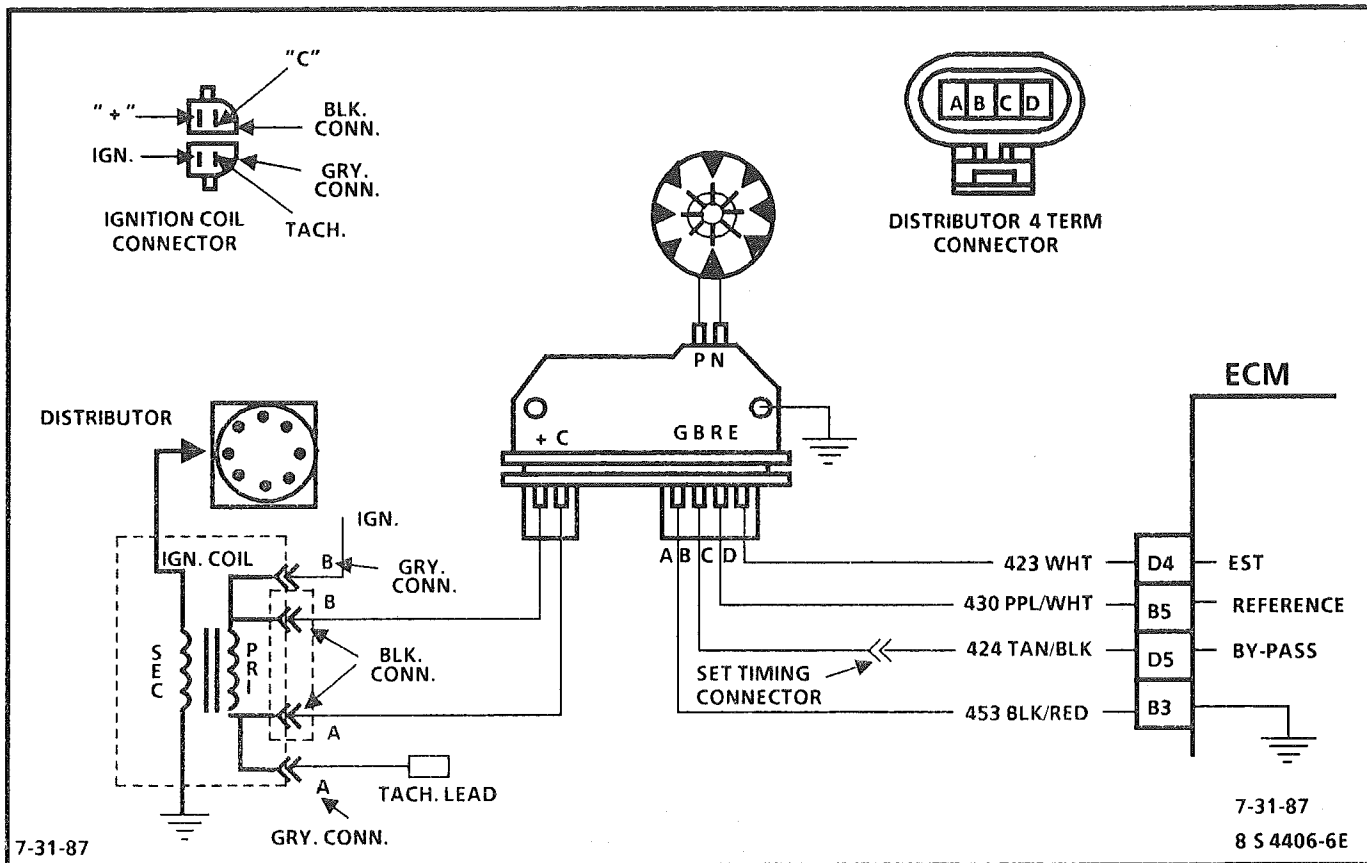 "C"
"+"
BLK.
CONN.
IGN.
GRY.
CONN.
TACH.
IGNITION COIL
CONNECTOR
A B C D
DISTRIBUTOR 4 TERM
CONNECTOR
P N
+ C
G B R E
ECM
DISTRIBUTOR
IGN.
IGN. COIL
B
GRY.
CONN.
B
SEC
PRI
BLK.
CONN.
A
A
TACH. LEAD
GRY. CONN.
A B C D
423 WHT
D4
EST
430 PPL/WHT
B5
REFERENCE
424 TAN/BLK
D5
BY-PASS
SET TIMING
CONNECTOR
453 BLK/RED
B3
7-31-87
7-31-87
8 S 4406-6E